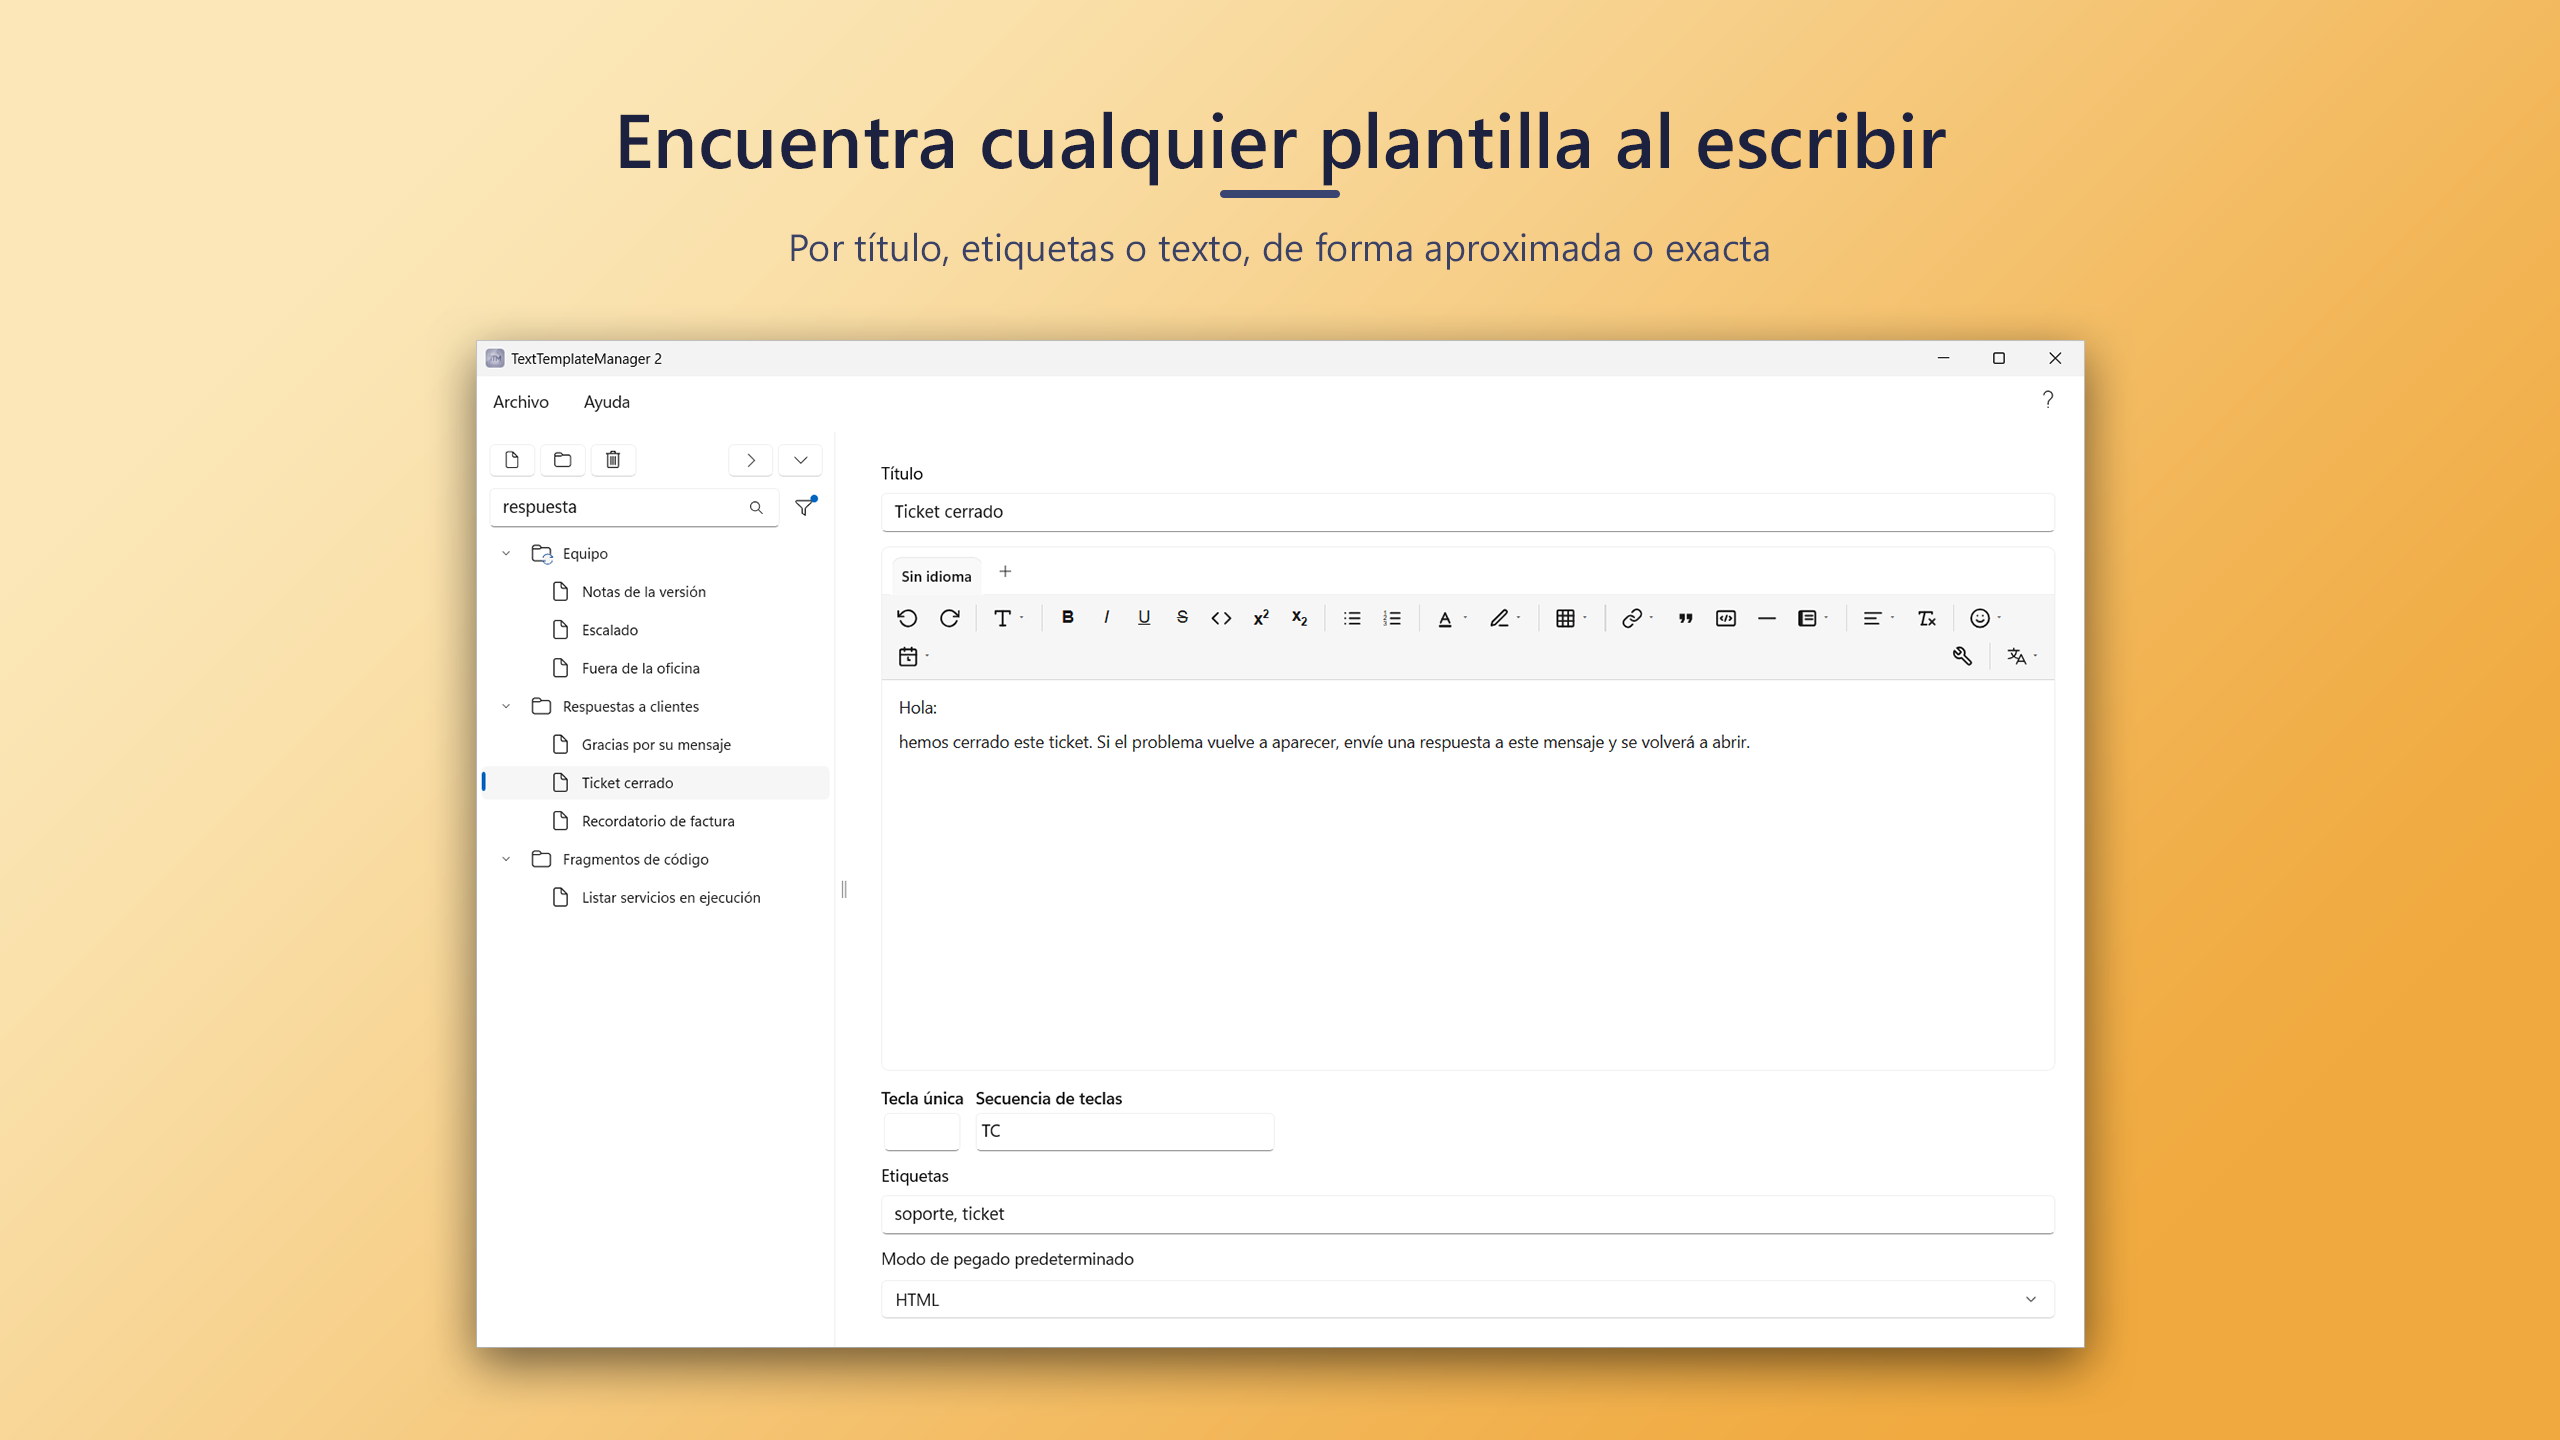 Encuentra cualquier plantilla al escribir
Por título, etiquetas o texto, de forma aproximada o exacta
TextTemplateManager 2
Archivo Ayuda
respuesta
Equipo
Notas de la versión
Escalado
Fuera de la oficina
Respuestas a clientes
Gracias por su mensaje
Ticket cerrado
Recordatorio de factura
Fragmentos de código
Listar servicios en ejecución
Título
Ticket cerrado
Sin idioma
Hola:
hemos cerrado este ticket. Si el problema vuelve a aparecer, envíe una respuesta a este mensaje y se volverá a abrir.
Tecla única Secuencia de teclas
TC
Etiquetas
soporte, ticket
Modo de pegado predeterminado
HTML